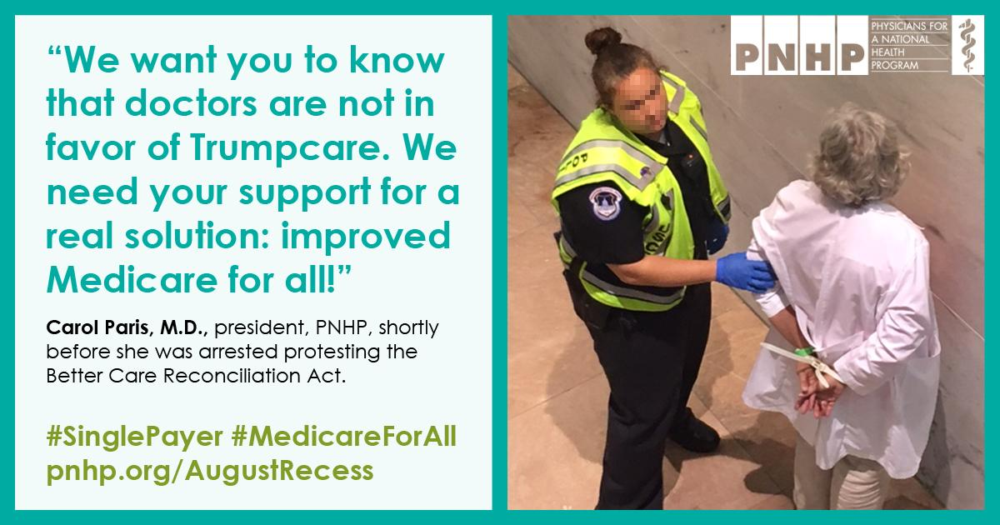 “We want you to know
that doctors are not in
favor of Trumpcare. We
need your support for a
real solution: improved
Medicare for all!”
Carol Paris, M.D., president, PNHP, shortly
before she was arrested protesting the
Better Care Reconciliation Act.
#SinglePayer #MedicareForAll
pnhp.org/AugustRecess
PNHP
PHYSICIANS FOR
A NATIONAL
HEALTH
PROGRAM